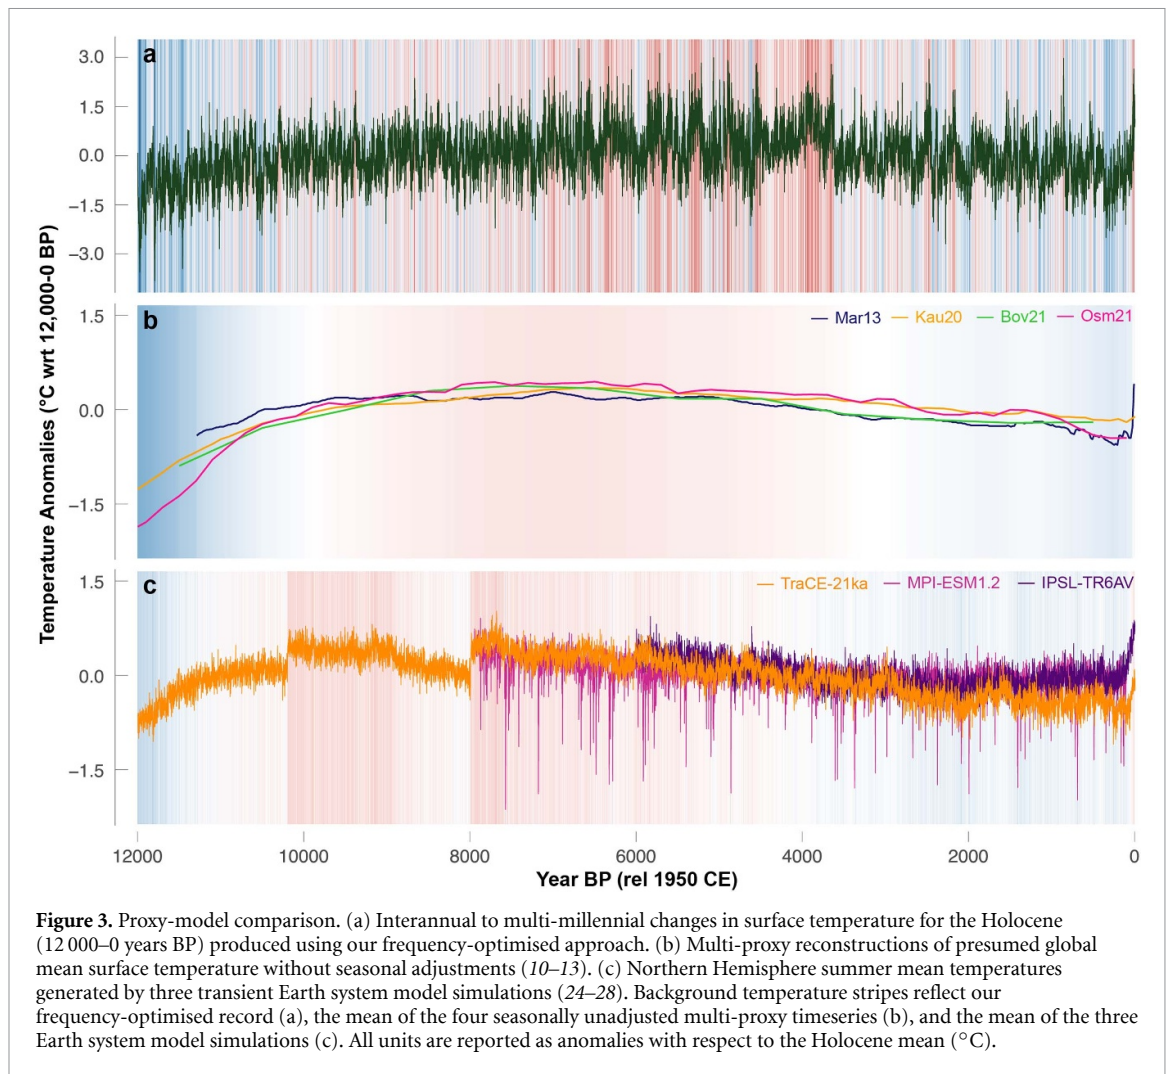 a
3.0
1.5
0.0
−1.5
−3.0
b
— Mar13 — Kau20 — Bov21 — Osm21
1.5
0.0
−1.5
Temperature Anomalies (°C wrt 12,000-0 BP)
c
— TraCE-21ka — MPI-ESM1.2 — IPSL-TR6AV
1.5
0.0
−1.5
12000 10000 8000 6000 4000 2000 0
Year BP (rel 1950 CE)
Figure 3. Proxy-model comparison. (a) Interannual to multi-millennial changes in surface temperature for the Holocene
(12 000–0 years BP) produced using our frequency-optimised approach. (b) Multi-proxy reconstructions of presumed global
mean surface temperature without seasonal adjustments (10–13). (c) Northern Hemisphere summer mean temperatures
generated by three transient Earth system model simulations (24–28). Background temperature stripes reflect our
frequency-optimised record (a), the mean of the four seasonally unadjusted multi-proxy timeseries (b), and the mean of the three
Earth system model simulations (c). All units are reported as anomalies with respect to the Holocene mean (°C).